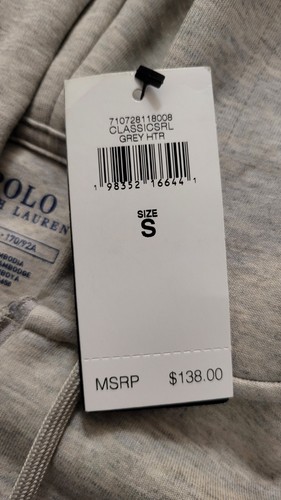 710728118008
CLASSICSRL
GREY HTR
1 98352 16644 1
SIZE
S
MSRP $138.00
POLO
LAUREN
170/92A